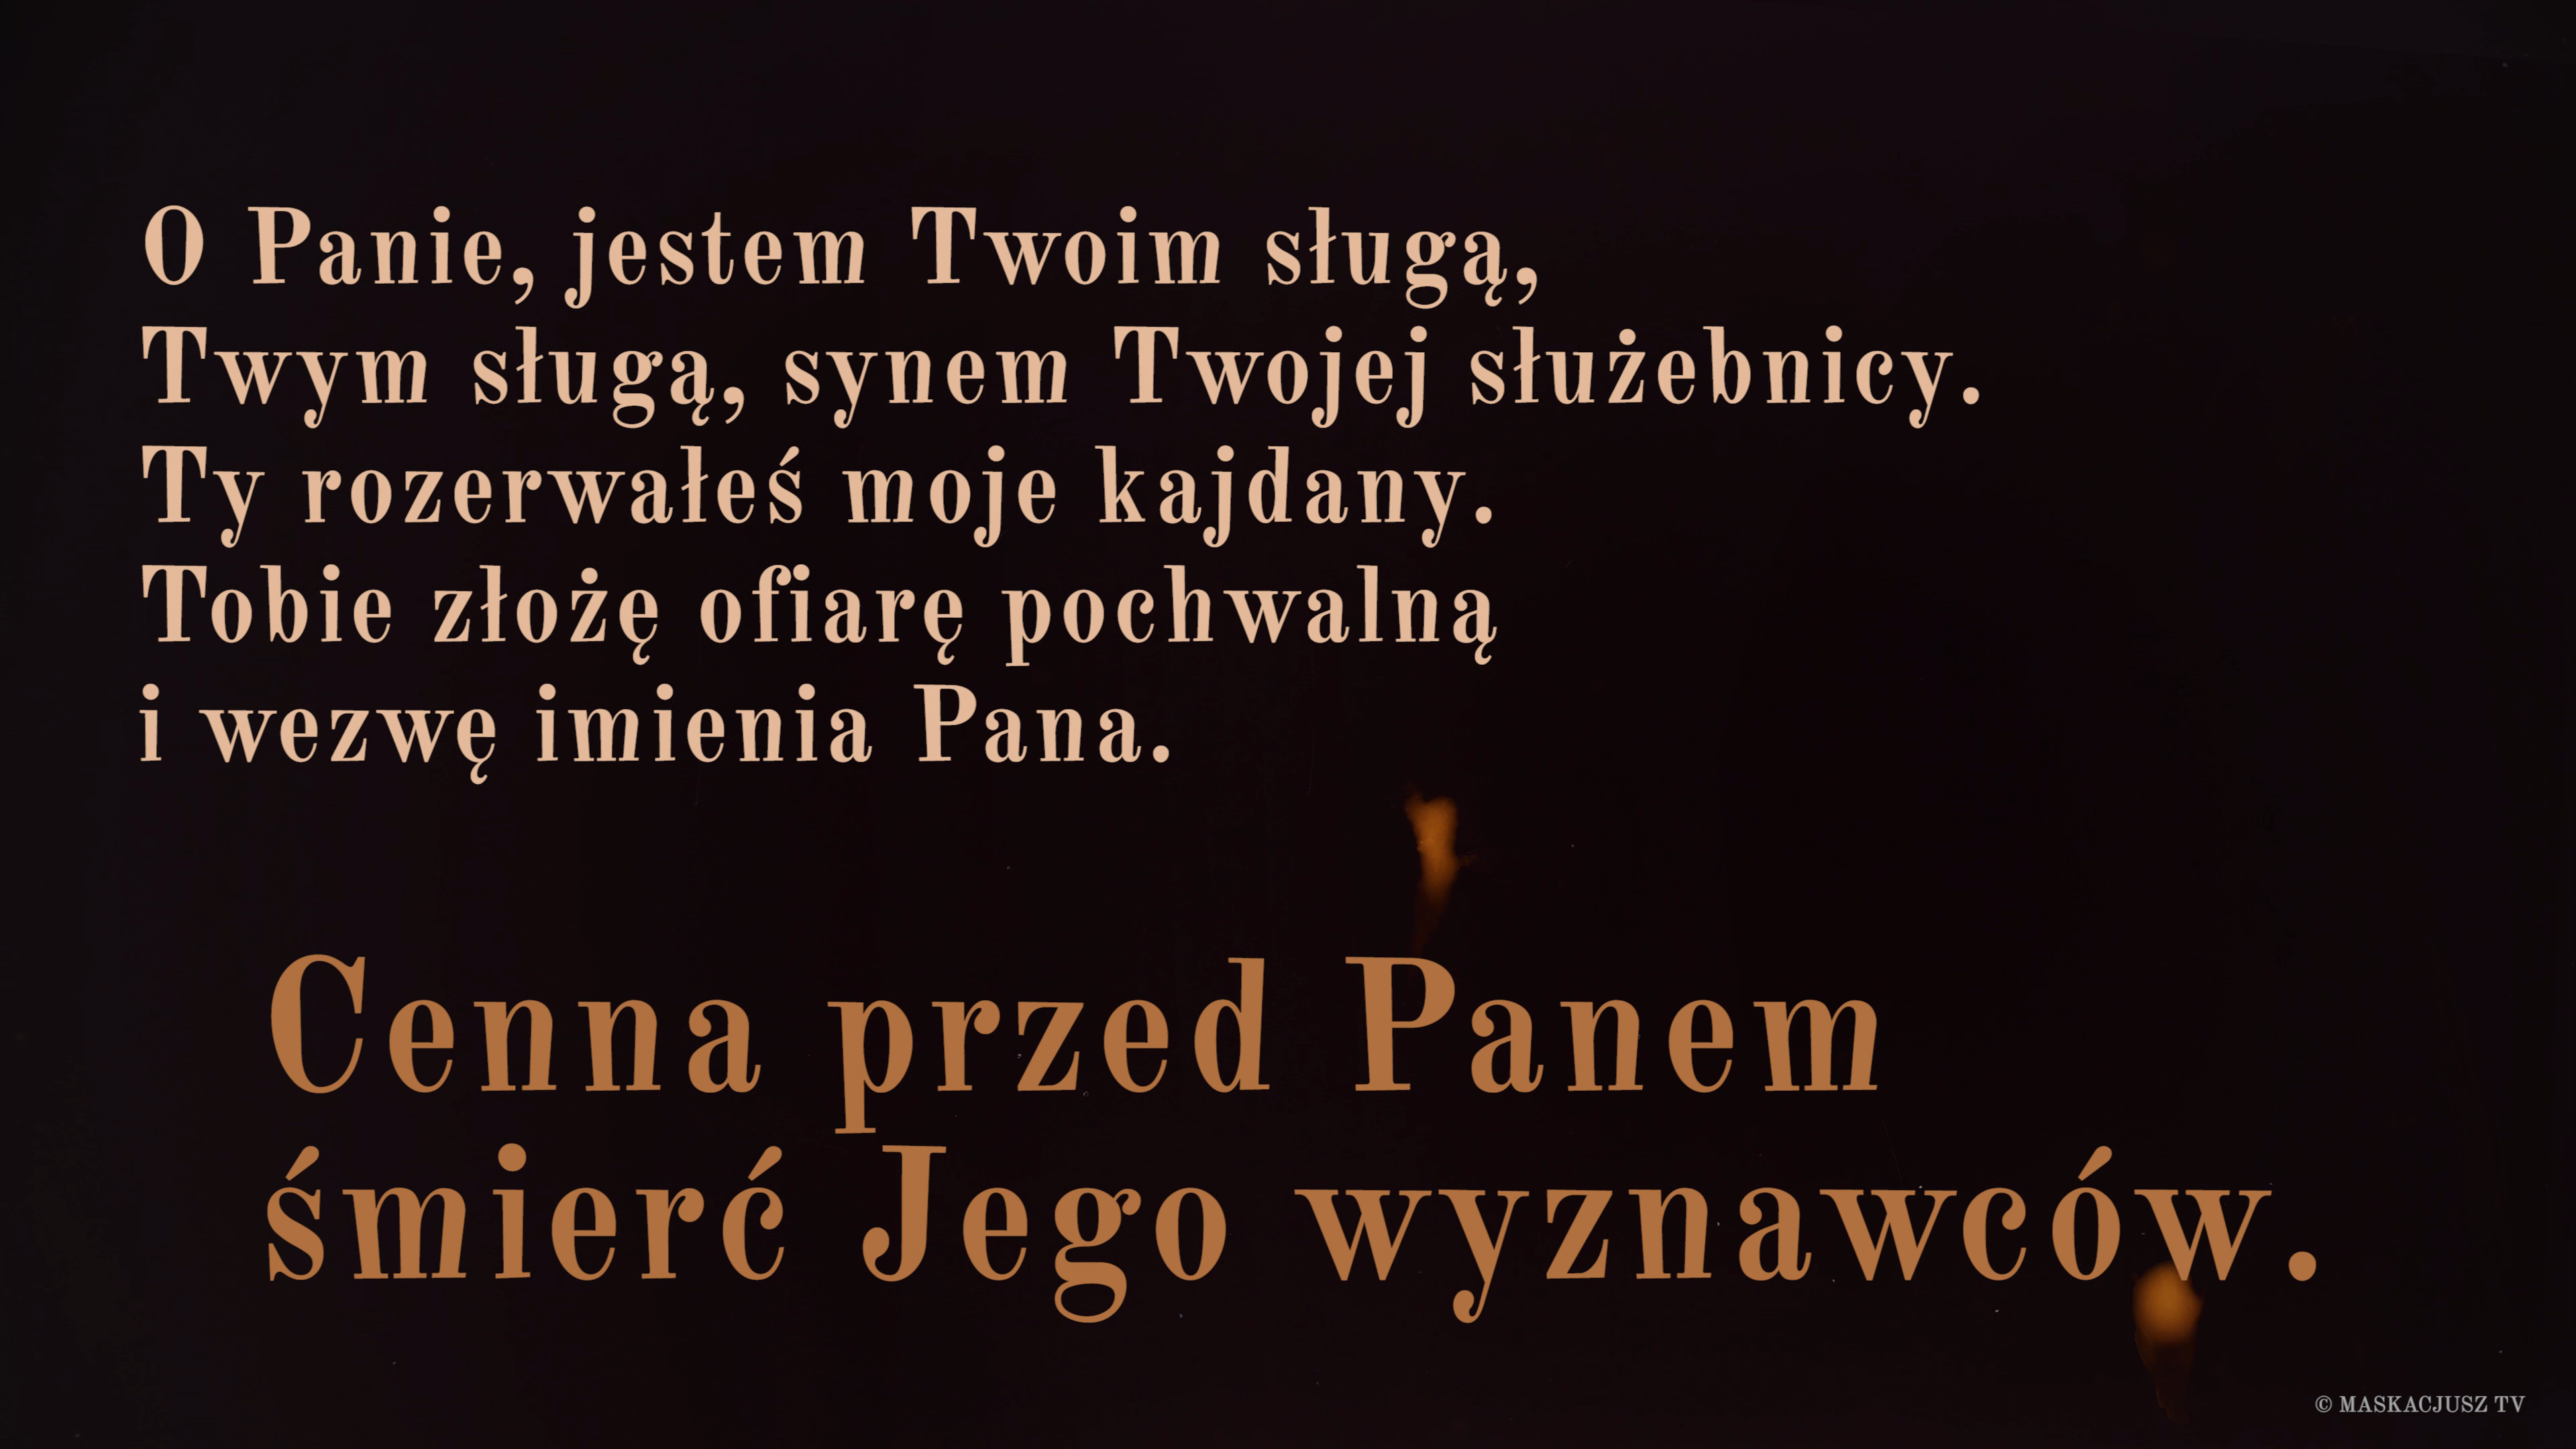 O Panie, jestem Twoim sługą,
Twym sługą, synem Twojej służebnicy.
Ty rozerwałeś moje kajdany.
Tobie złożę ofiarę pochwalną
i wezwę imienia Pana.
Cenna przed Panem
śmierć Jego wyznawców.
© MASKACJUSZ TV